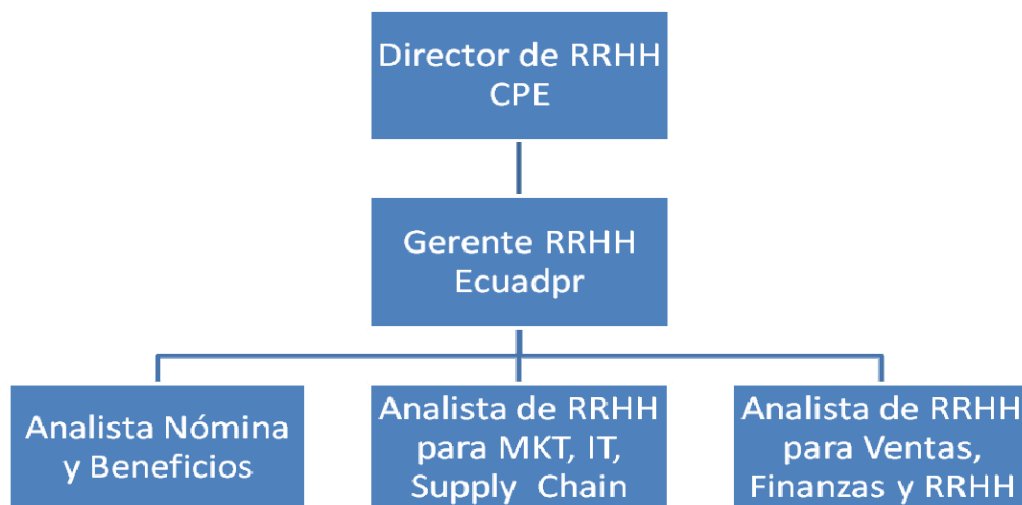 Director de RRHH
CPE
Gerente RRHH
Ecuadpr
Analista Nómina
y Beneficios
Analista de RRHH
para MKT, IT,
Supply Chain
Analista de RRHH
para Ventas,
Finanzas y RRHH